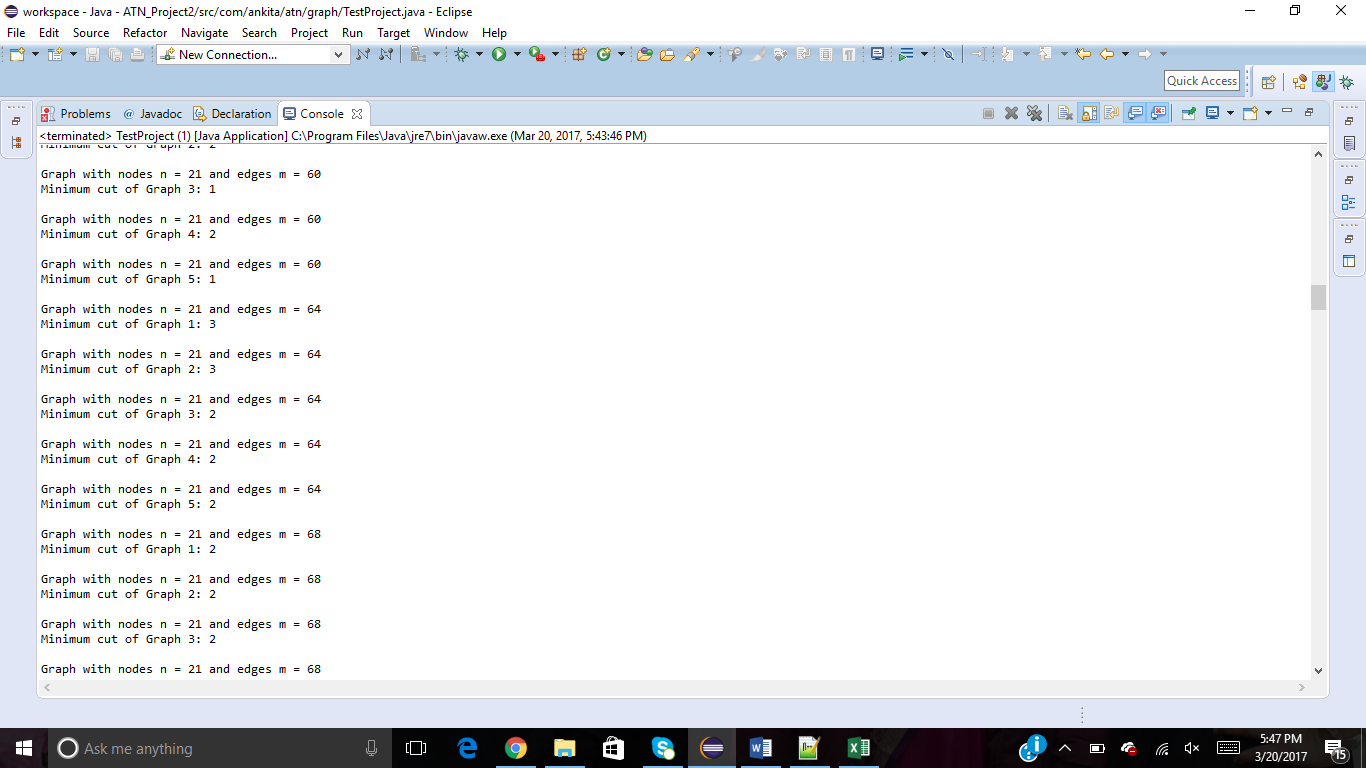 workspace - Java - ATN_Project2/src/com/ankita/atn/graph/TestProject.java - Eclipse
File Edit Source Refactor Navigate Search Project Run Target Window Help
New Connection...
Quick Access
Problems @ Javadoc Declaration Console
<terminated> TestProject (1) [Java Application] C:\Program Files\Java\jre7\bin\javaw.exe (Mar 20, 2017, 5:43:46 PM)
Minimum cut of Graph 2: 2
Graph with nodes n = 21 and edges m = 60
Minimum cut of Graph 3: 1
Graph with nodes n = 21 and edges m = 60
Minimum cut of Graph 4: 2
Graph with nodes n = 21 and edges m = 60
Minimum cut of Graph 5: 1
Graph with nodes n = 21 and edges m = 64
Minimum cut of Graph 1: 3
Graph with nodes n = 21 and edges m = 64
Minimum cut of Graph 2: 3
Graph with nodes n = 21 and edges m = 64
Minimum cut of Graph 3: 2
Graph with nodes n = 21 and edges m = 64
Minimum cut of Graph 4: 2
Graph with nodes n = 21 and edges m = 64
Minimum cut of Graph 5: 2
Graph with nodes n = 21 and edges m = 68
Minimum cut of Graph 1: 2
Graph with nodes n = 21 and edges m = 68
Minimum cut of Graph 2: 2
Graph with nodes n = 21 and edges m = 68
Minimum cut of Graph 3: 2
Graph with nodes n = 21 and edges m = 68
Ask me anything
5:47 PM
3/20/2017
15